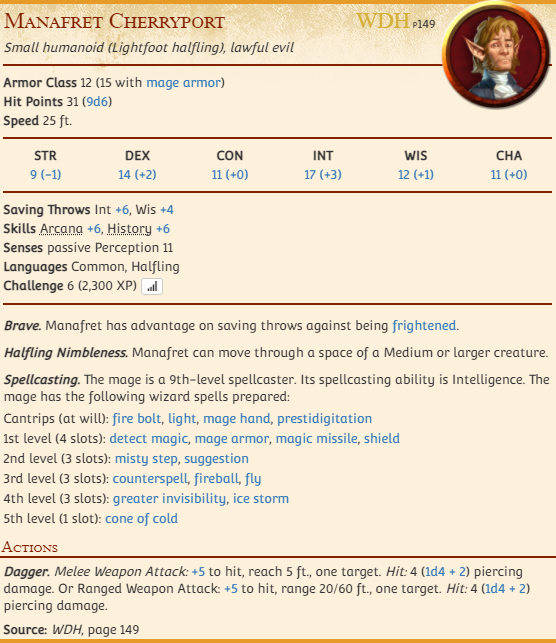 Manafret Cherryport WDH P149
Small humanoid (Lightfoot halfling), lawful evil
Armor Class 12 (15 with mage armor)
Hit Points 31 (9d6)
Speed 25 ft.
STR DEX CON INT WIS CHA
9 (−1) 14 (+2) 11 (+0) 17 (+3) 12 (+1) 11 (+0)
Saving Throws Int +6, Wis +4
Skills Arcana +6, History +6
Senses passive Perception 11
Languages Common, Halfling
Challenge 6 (2,300 XP)
Brave. Manafret has advantage on saving throws against being frightened.
Halfling Nimbleness. Manafret can move through a space of a Medium or larger creature.
Spellcasting. The mage is a 9th-level spellcaster. Its spellcasting ability is Intelligence. The
mage has the following wizard spells prepared:
Cantrips (at will): fire bolt, light, mage hand, prestidigitation
1st level (4 slots): detect magic, mage armor, magic missile, shield
2nd level (3 slots): misty step, suggestion
3rd level (3 slots): counterspell, fireball, fly
4th level (3 slots): greater invisibility, ice storm
5th level (1 slot): cone of cold
Actions
Dagger. Melee Weapon Attack: +5 to hit, reach 5 ft., one target. Hit: 4 (1d4 + 2) piercing
damage. Or Ranged Weapon Attack: +5 to hit, range 20/60 ft., one target. Hit: 4 (1d4 + 2)
piercing damage.
Source: WDH, page 149